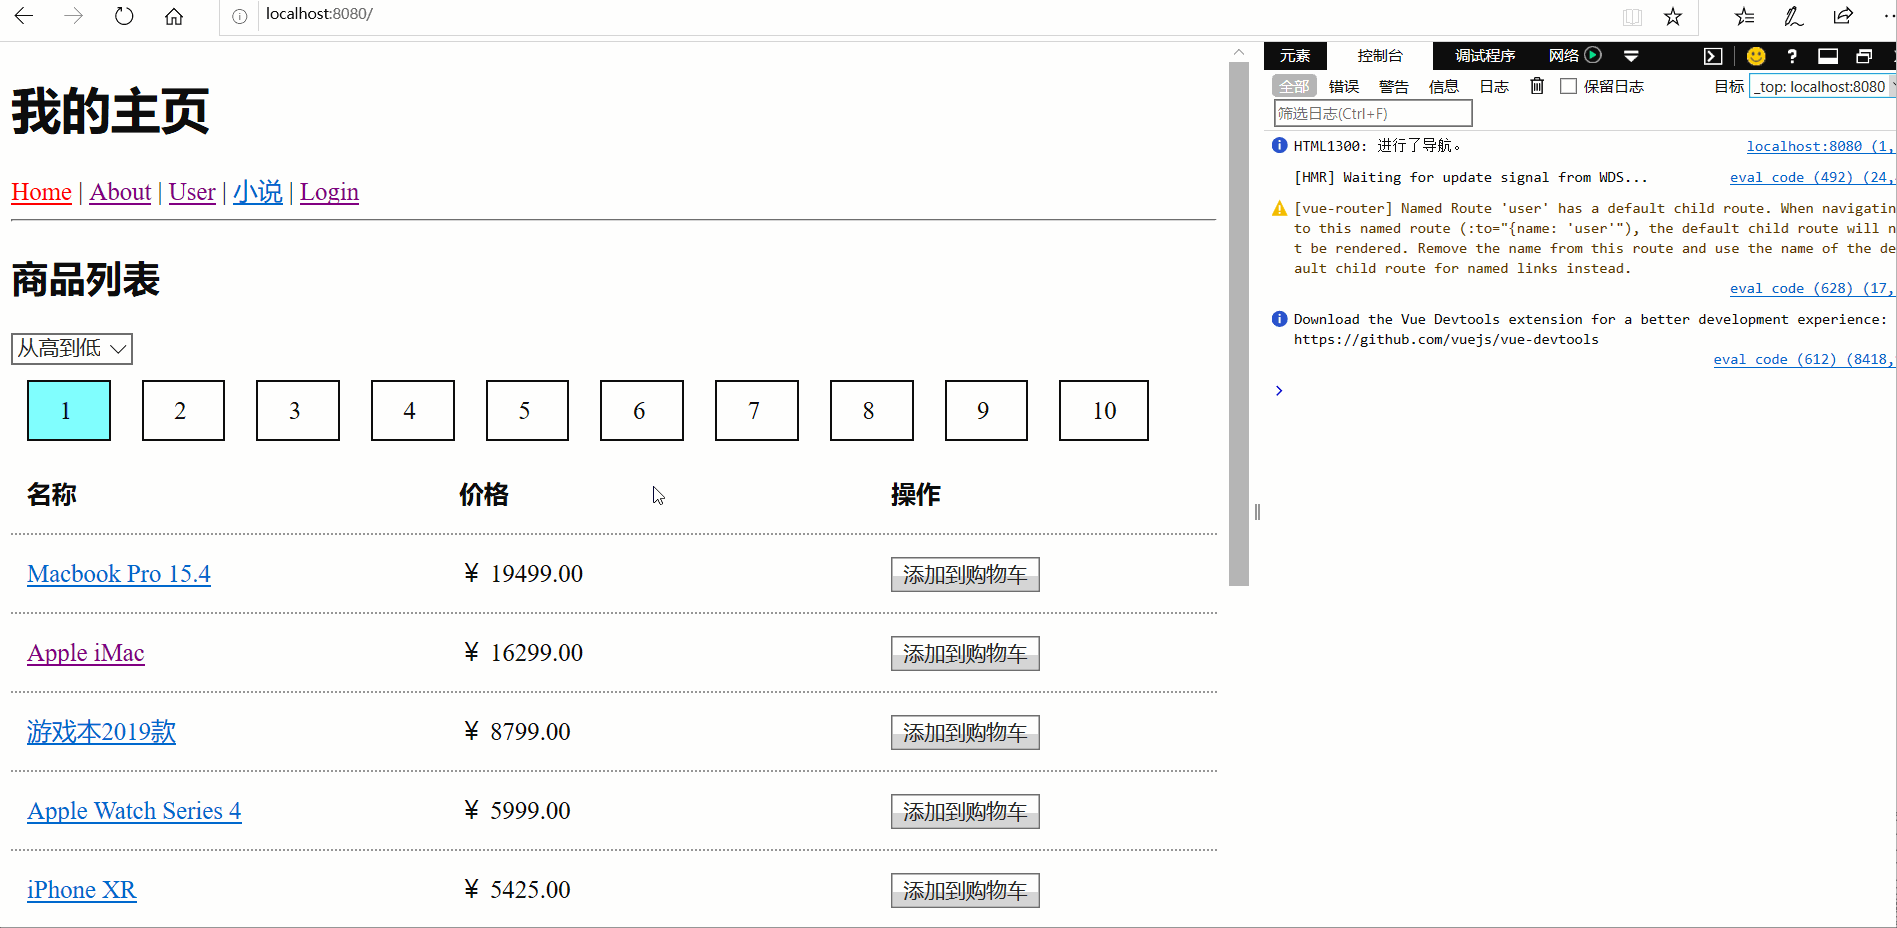 localhost:8080/
我的主页
Home | About | User | 小说 | Login
商品列表
从高到低
1 2 3 4 5 6 7 8 9 10
名称 价格 操作
Macbook Pro 15.4 ￥ 19499.00 添加到购物车
Apple iMac ￥ 16299.00 添加到购物车
游戏本2019款 ￥ 8799.00 添加到购物车
Apple Watch Series 4 ￥ 5999.00 添加到购物车
iPhone XR ￥ 5425.00 添加到购物车
元素 控制台 调试程序 网络
全部 错误 警告 信息 日志 保留日志 目标 _top: localhost:8080
筛选日志(Ctrl+F)
HTML1300: 进行了导航。 localhost:8080 (1,
[HMR] Waiting for update signal from WDS... eval code (492) (24,
[vue-router] Named Route 'user' has a default child route. When navigatin
to this named route (:to="{name: 'user'"), the default child route will n
t be rendered. Remove the name from this route and use the name of the de
ault child route for named links instead.
eval code (628) (17,
Download the Vue Devtools extension for a better development experience:
https://github.com/vuejs/vue-devtools
eval code (612) (8418,